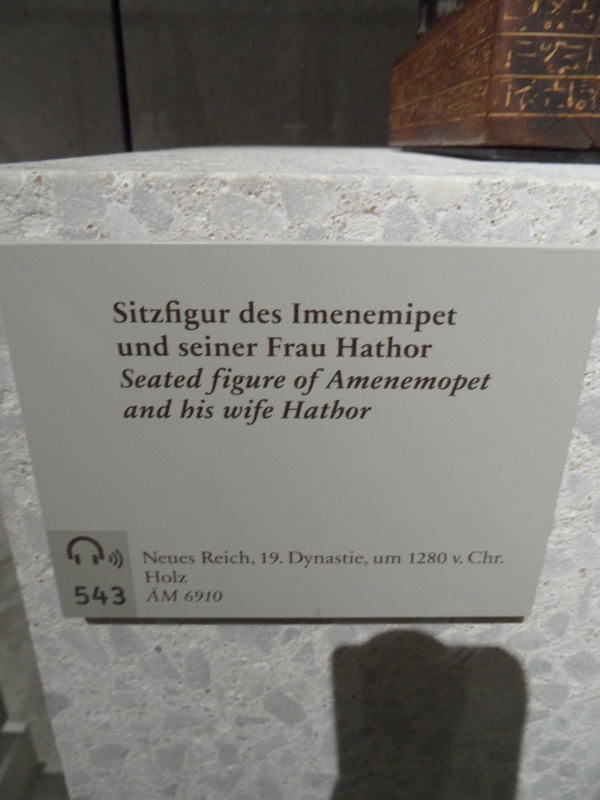 Sitzfigur des Imenemipet
und seiner Frau Hathor
Seated figure of Amenemopet
and his wife Hathor
543
Neues Reich, 19. Dynastie, um 1280 v. Chr.
Holz
ÄM 6910